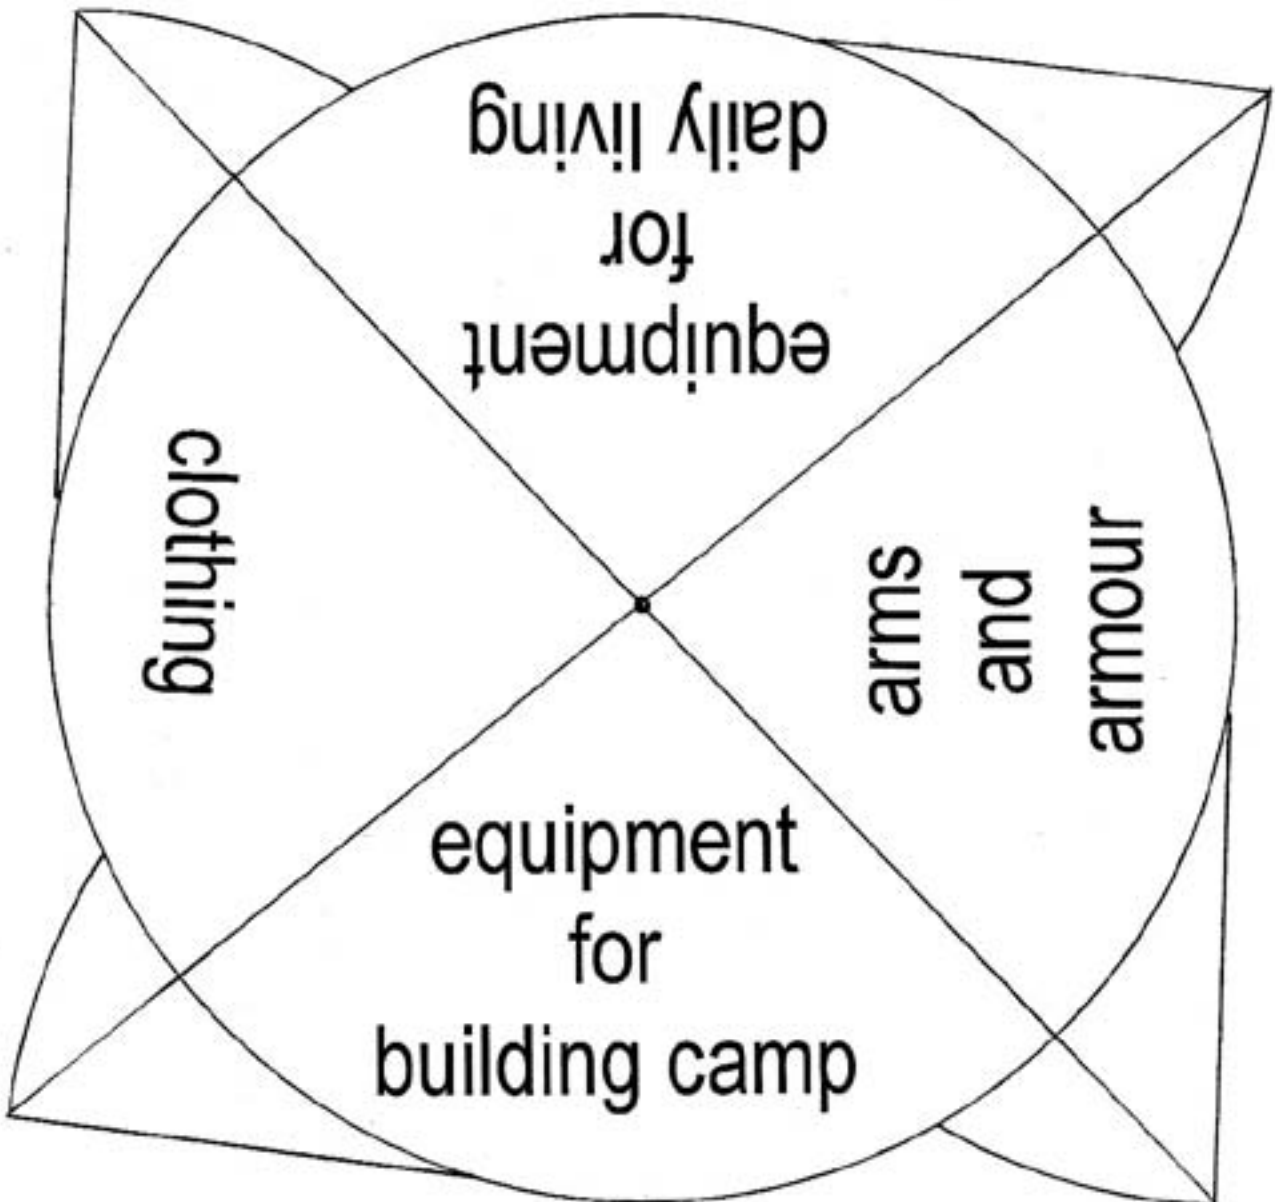 equipment
for
daily living
clothing
arms
and
armour
equipment
for
building camp